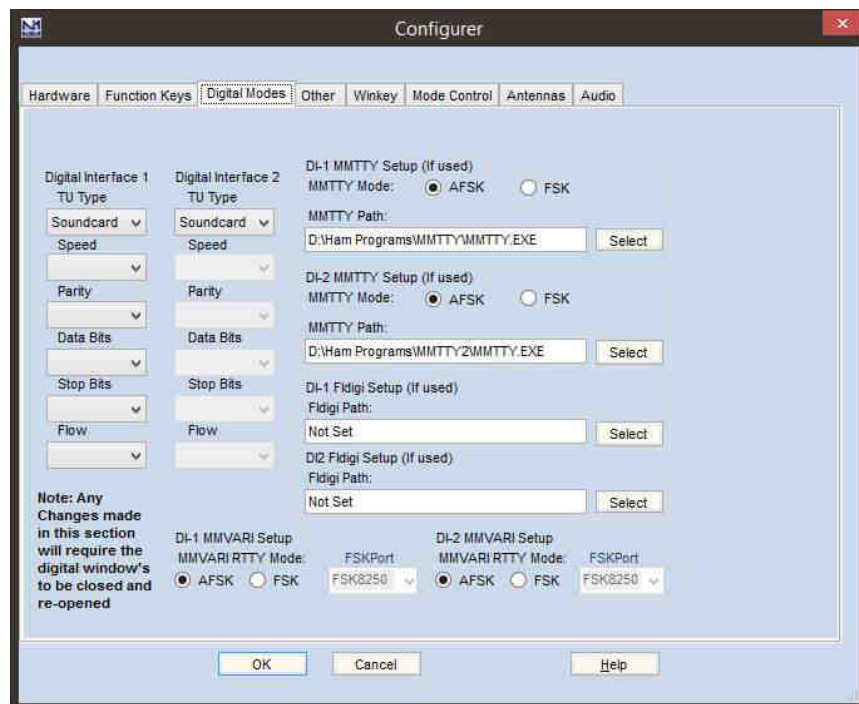 Configurer
Hardware Function Keys Digital Modes Other Winkey Mode Control Antennas Audio
Digital Interface 1
TU Type
Soundcard
Speed
Parity
Data Bits
Stop Bits
Flow
Digital Interface 2
TU Type
Soundcard
Speed
Parity
Data Bits
Stop Bits
Flow
DI-1 MMTTY Setup (If used)
MMTTY Mode: AFSK FSK
MMTTY Path:
D:\Ham Programs\MMTTY\MMTTY.EXE Select
DI-2 MMTTY Setup (If used)
MMTTY Mode: AFSK FSK
MMTTY Path:
D:\Ham Programs\MMTTY2\MMTTY.EXE Select
DI-1 Fldigi Setup (If used)
Fldigi Path:
Not Set Select
DI2 Fldigi Setup (If used)
Fldigi Path:
Not Set Select
Note: Any
Changes made
in this section
will require the
digital window's
to be closed and
re-opened
DI-1 MMVARI Setup
MMVARI RTTY Mode: FSKPort
AFSK FSK FSK8250
DI-2 MMVARI Setup
MMVARI RTTY Mode: FSKPort
AFSK FSK FSK8250
OK Cancel Help